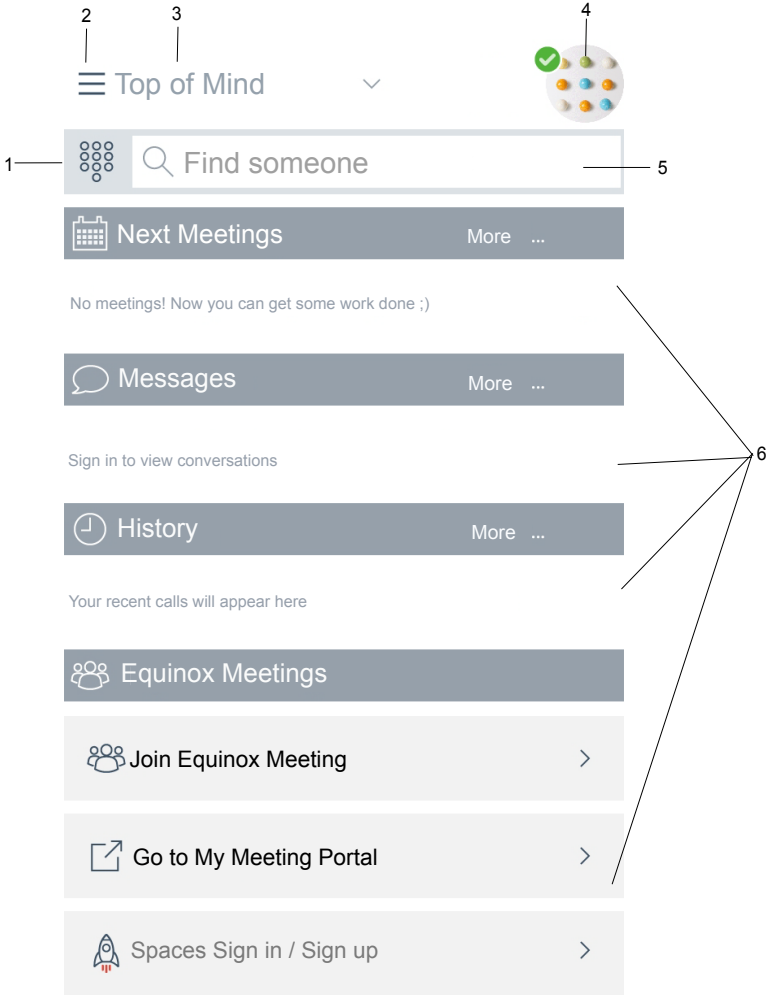 2 3 4
Top of Mind
1 Find someone 5
Next Meetings More ...
No meetings! Now you can get some work done ;)
Messages More ...
6
Sign in to view conversations
History More ...
Your recent calls will appear here
Equinox Meetings
Join Equinox Meeting
Go to My Meeting Portal
Spaces Sign in / Sign up